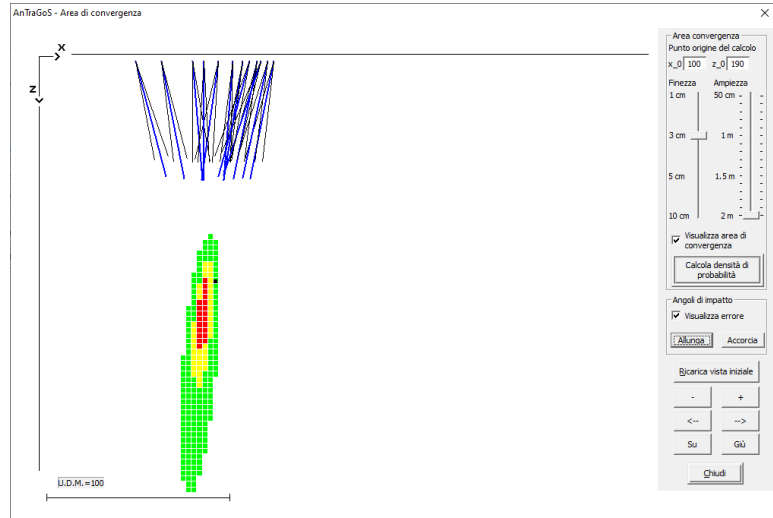 AnTraGoS - Area di convergenza
X
Z
U.D.M.=100
Area convergenza
Punto origine del calcolo
x_0 100 z_0 190
Finezza Ampiezza
1 cm 50 cm
3 cm 1 m
5 cm 1.5 m
10 cm 2 m
Visualizza area di
convergenza
Calcola densità di
probabilità
Angoli di impatto
Visualizza errore
Allunga Accorcia
Ricarica vista iniziale
- +
<-- -->
Su Giù
Chiudi